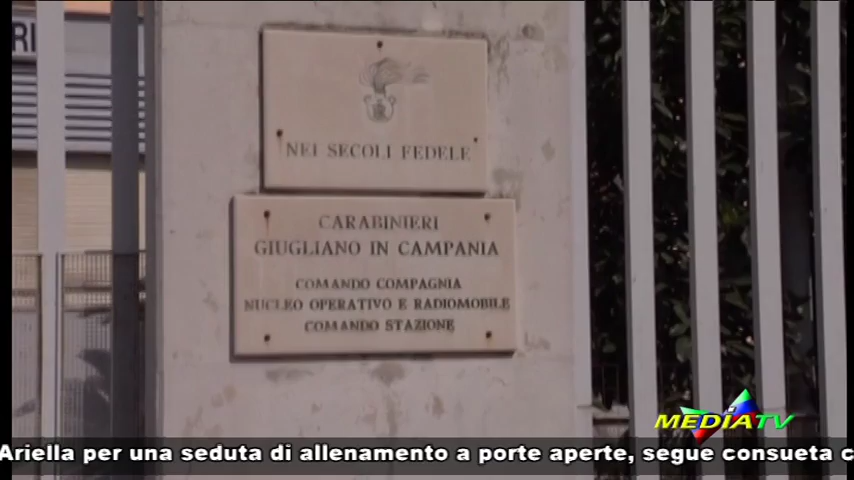 RI
NEI SECOLI FEDELE
CARABINIERI
GIUGLIANO IN CAMPANIA
COMANDO COMPAGNIA
NUCLEO OPERATIVO E RADIOMOBILE
COMANDO STAZIONE
MEDIATV
Ariella per una seduta di allenamento a porte aperte, segue consueta c